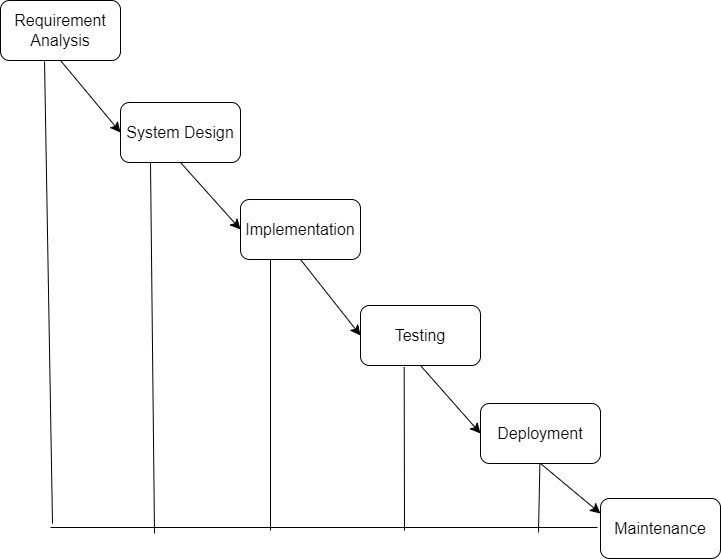 Requirement
Analysis
System Design
Implementation
Testing
Deployment
Maintenance